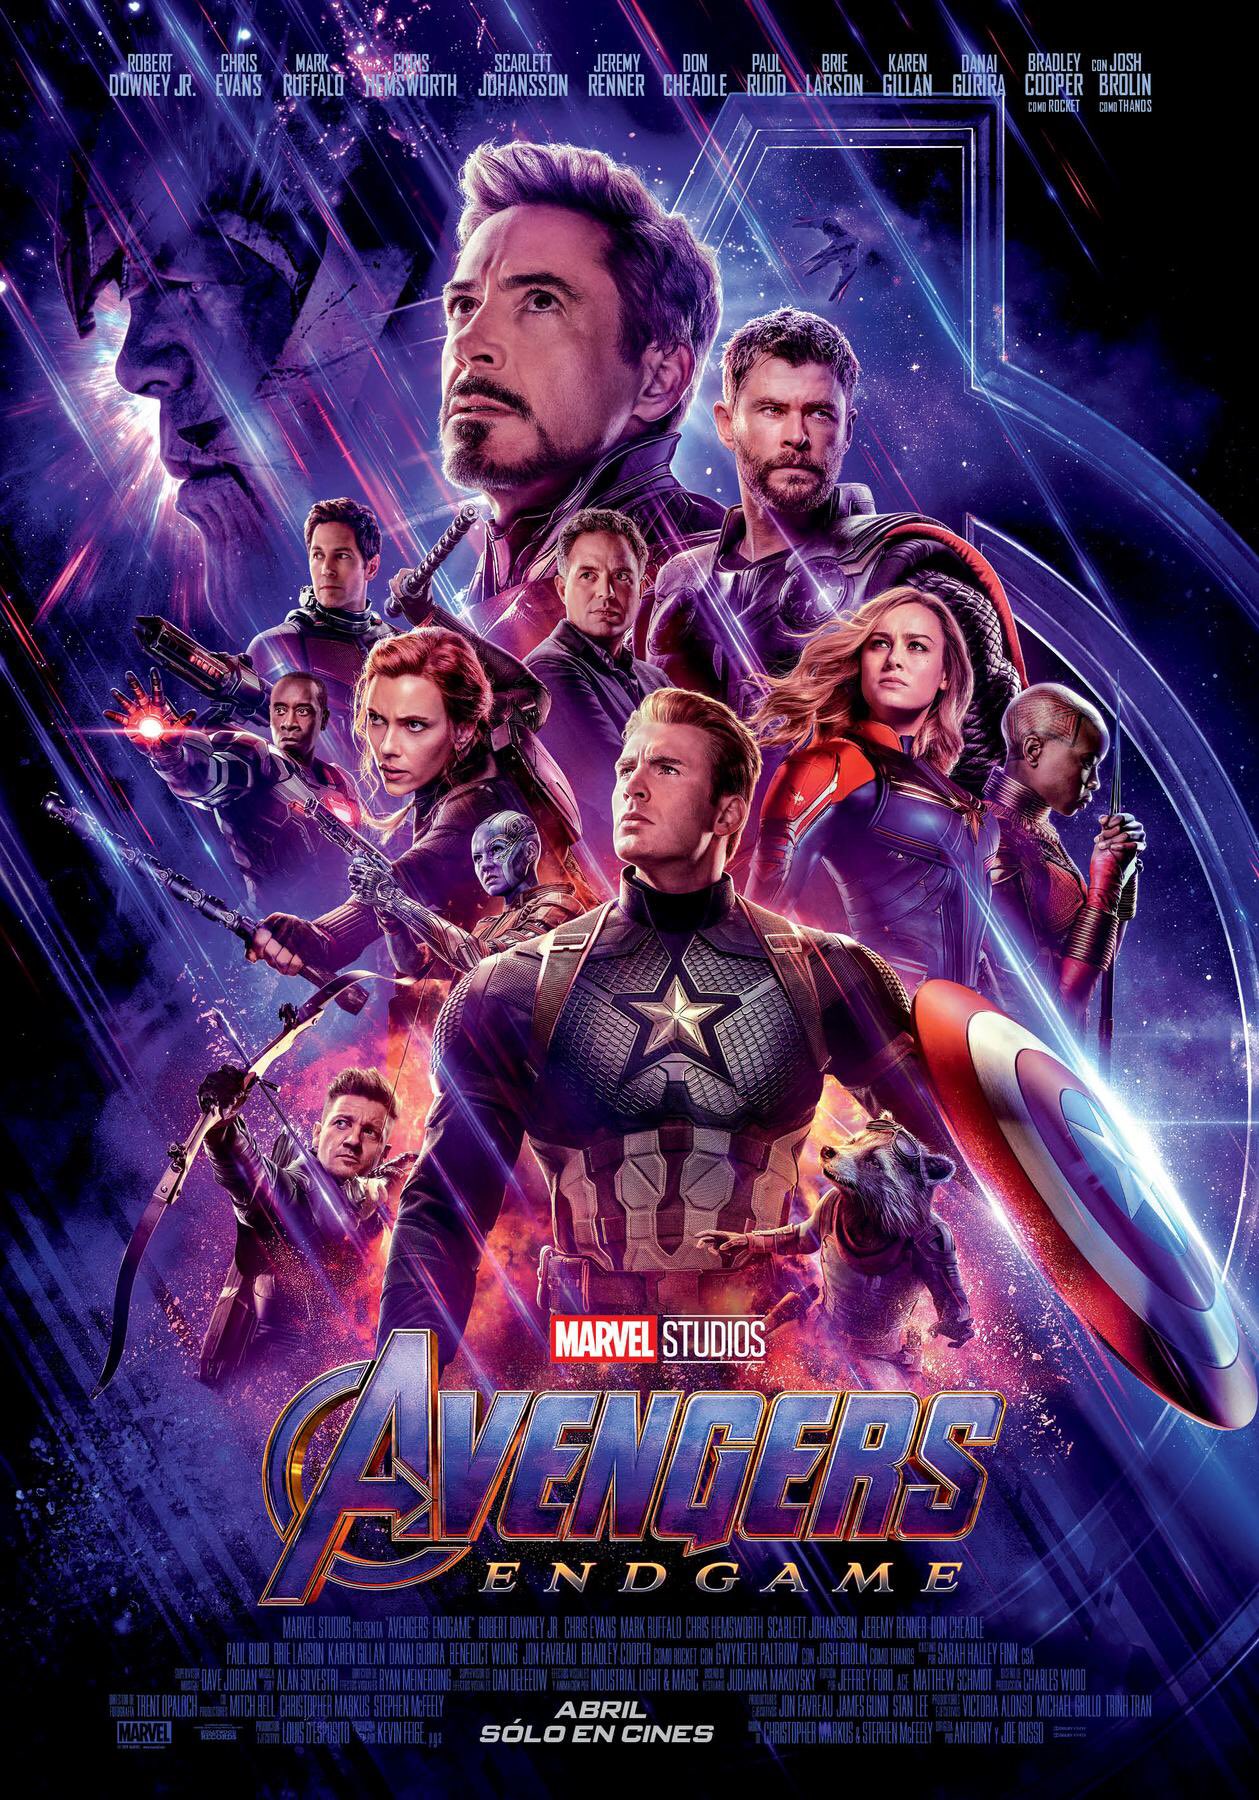 ROBERT DOWNEY JR. CHRIS EVANS MARK RUFFALO CHRIS HEMSWORTH SCARLETT JOHANSSON JEREMY RENNER DON CHEADLE PAUL RUDD BRIE LARSON KAREN GILLAN DANAI GURIRA BRADLEY COOPER COMO ROCKET CON JOSH BROLIN COMO THANOS
MARVEL STUDIOS
AVENGERS
ENDGAME
MARVEL STUDIOS PRESENTA "AVENGERS: ENDGAME" ROBERT DOWNEY JR. CHRIS EVANS MARK RUFFALO CHRIS HEMSWORTH SCARLETT JOHANSSON JEREMY RENNER DON CHEADLE
PAUL RUDD BRIE LARSON KAREN GILLAN DANAI GURIRA BENEDICT WONG JON FAVREAU BRADLEY COOPER COMO ROCKET CON GWYNETH PALTROW CON JOSH BROLIN COMO THANOS CASTING POR SARAH HALLEY FINN, CSA
DAVE JORDAN ALAN SILVESTRI RYAN MEINERDING DAN DELEEUW INDUSTRIAL LIGHT & MAGIC JUDIANNA MAKOVSKY JEFFREY FORD, ACE MATTHEW SCHMIDT CHARLES WOOD
TRENT OPALOCH MITCH BELL CHRISTOPHER MARKUS STEPHEN McFEELY JON FAVREAU JAMES GUNN STAN LEE VICTORIA ALONSO MICHAEL GRILLO TRINH TRAN
ABRIL
SÓLO EN CINES
MARVEL LOUIS D'ESPOSITO KEVIN FEIGE, p.g.a. CHRISTOPHER MARKUS & STEPHEN McFEELY ANTHONY Y JOE RUSSO